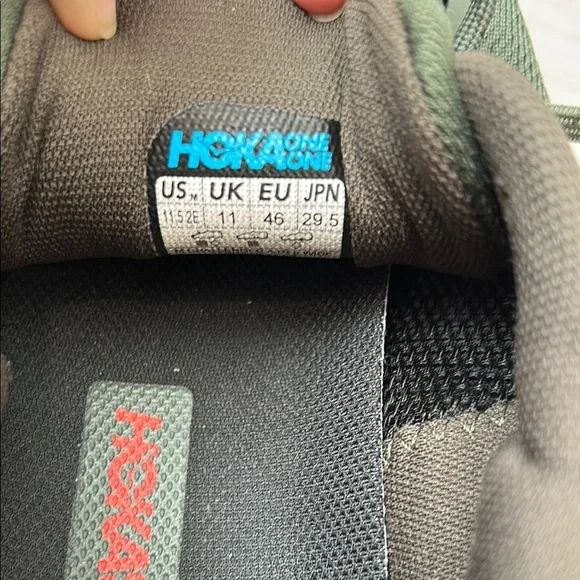 HOKA ONE ONE
US M UK EU JPN
11.5 2E 11 46 29.5
HOKA